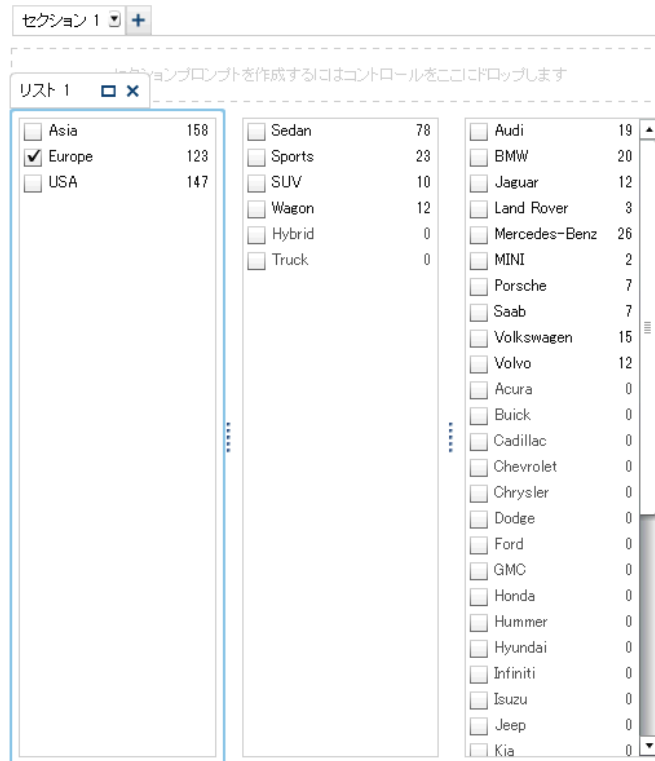 セクション 1
セクションプロンプトを作成するにはコントロールをここにドロップします
リスト 1
Asia 158
Europe 123
USA 147
Sedan 78
Sports 23
SUV 10
Wagon 12
Hybrid 0
Truck 0
Audi 19
BMW 20
Jaguar 12
Land Rover 3
Mercedes-Benz 26
MINI 2
Porsche 7
Saab 7
Volkswagen 15
Volvo 12
Acura 0
Buick 0
Cadillac 0
Chevrolet 0
Chrysler 0
Dodge 0
Ford 0
GMC 0
Honda 0
Hummer 0
Hyundai 0
Infiniti 0
Isuzu 0
Jeep 0
Kia 0